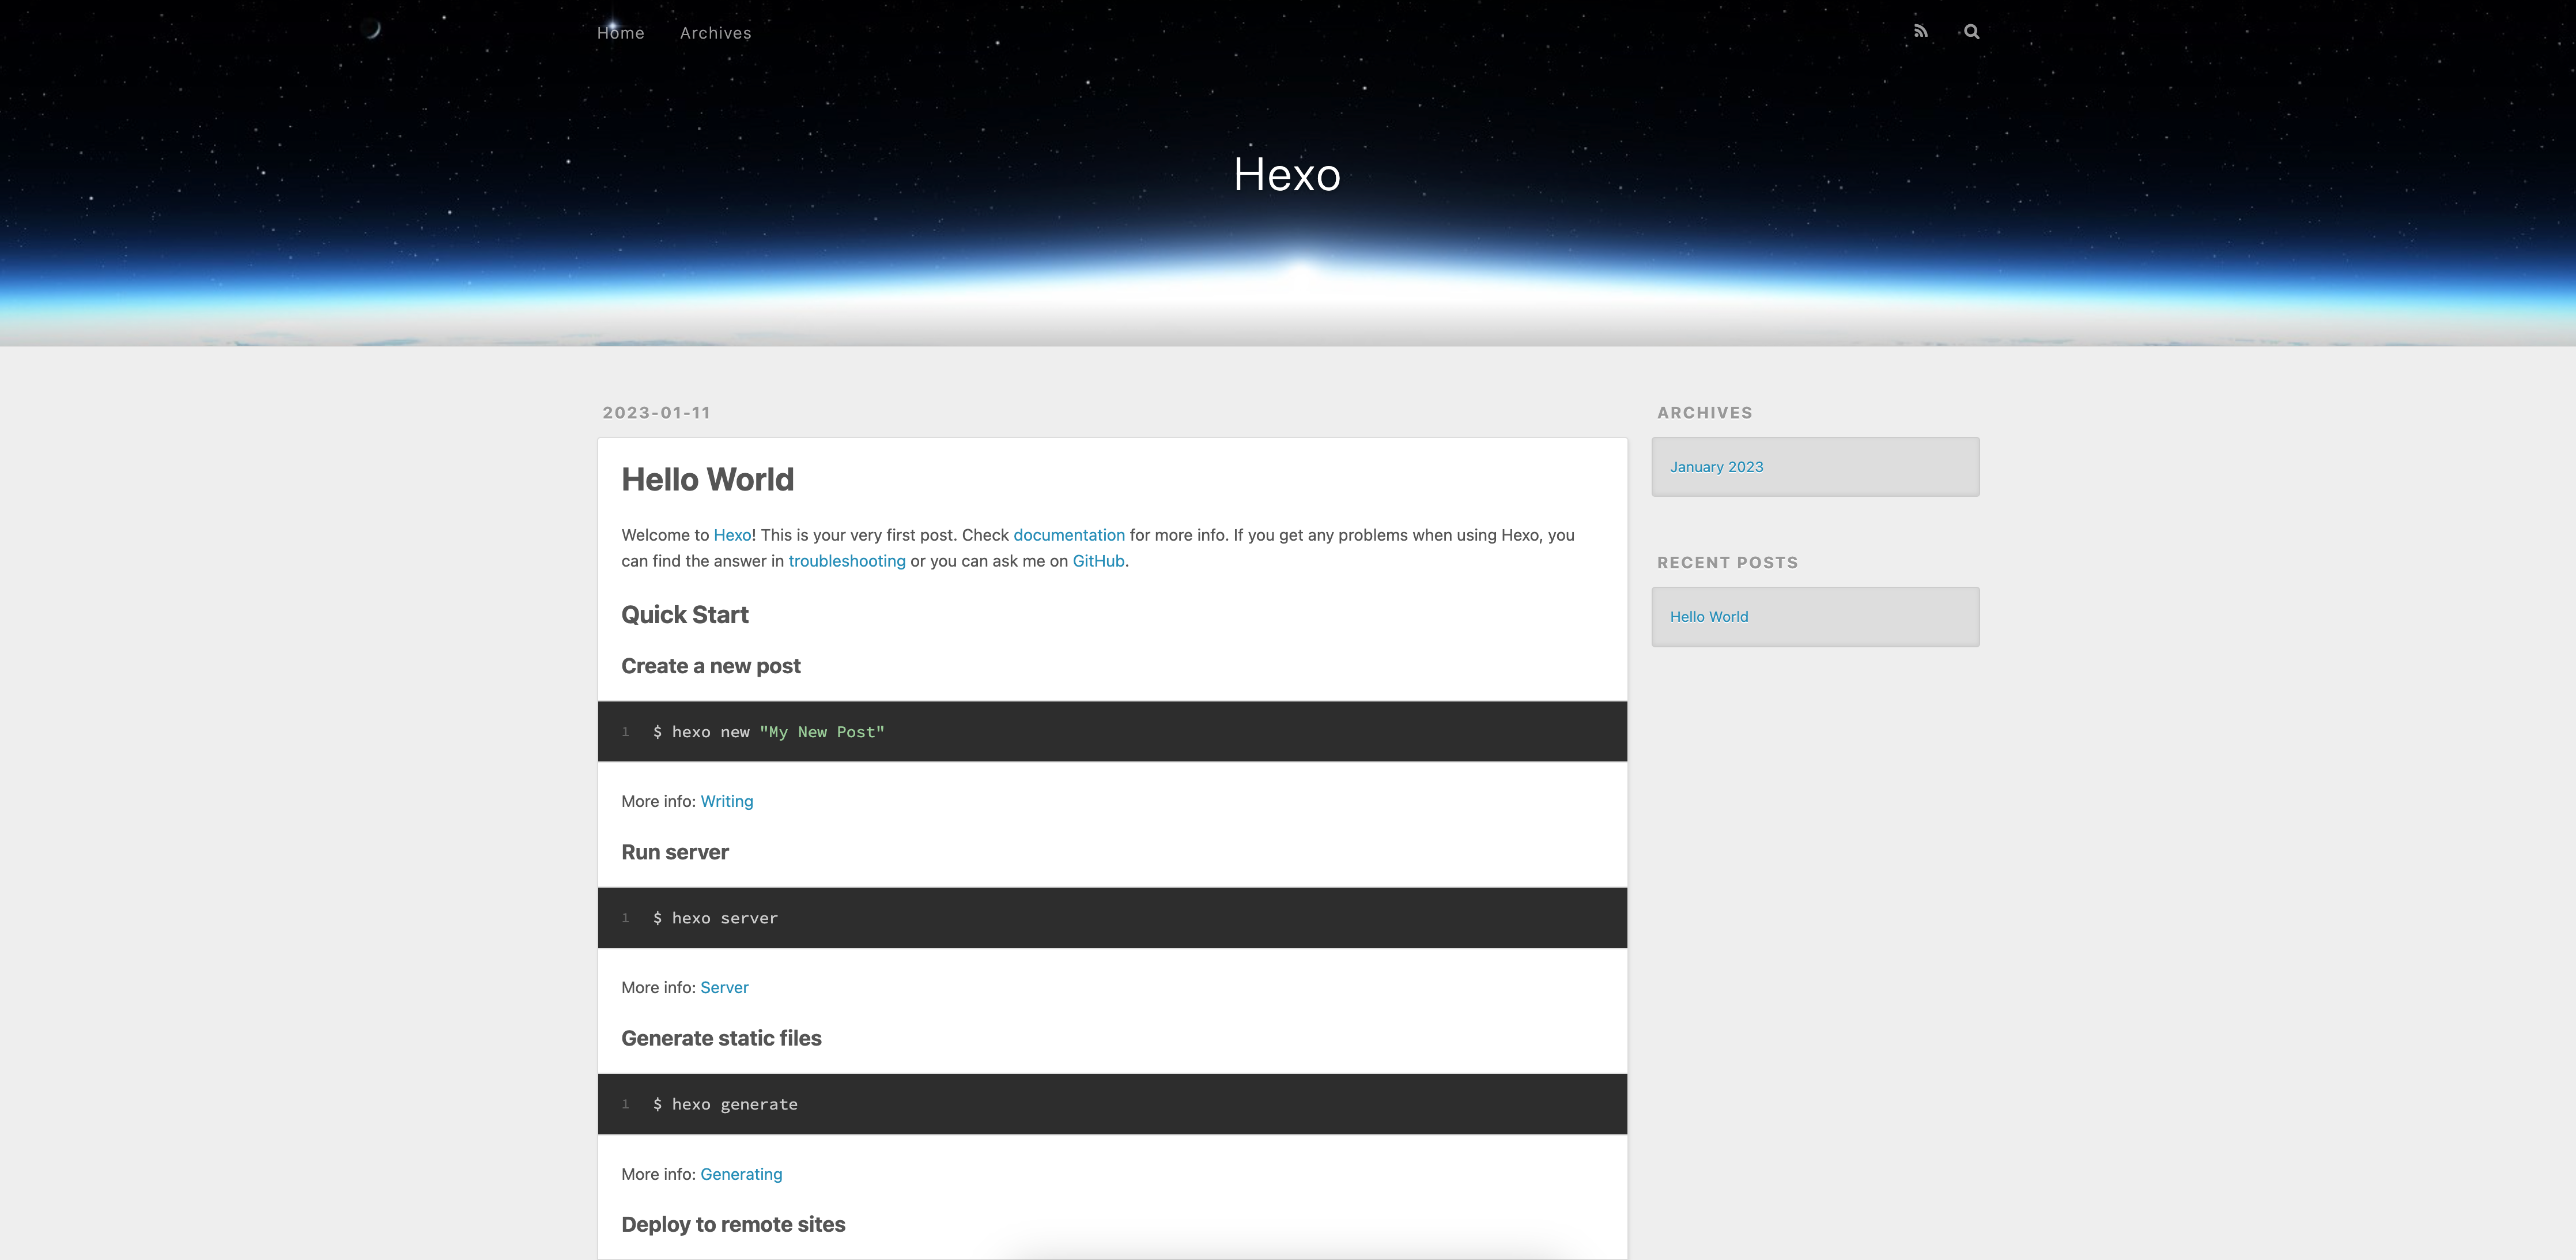 Home Archives
Hexo
2023-01-11
Hello World
Welcome to Hexo! This is your very first post. Check documentation for more info. If you get any problems when using Hexo, you
can find the answer in troubleshooting or you can ask me on GitHub.
Quick Start
Create a new post
1 $ hexo new "My New Post"
More info: Writing
Run server
1 $ hexo server
More info: Server
Generate static files
1 $ hexo generate
More info: Generating
Deploy to remote sites
ARCHIVES
January 2023
RECENT POSTS
Hello World